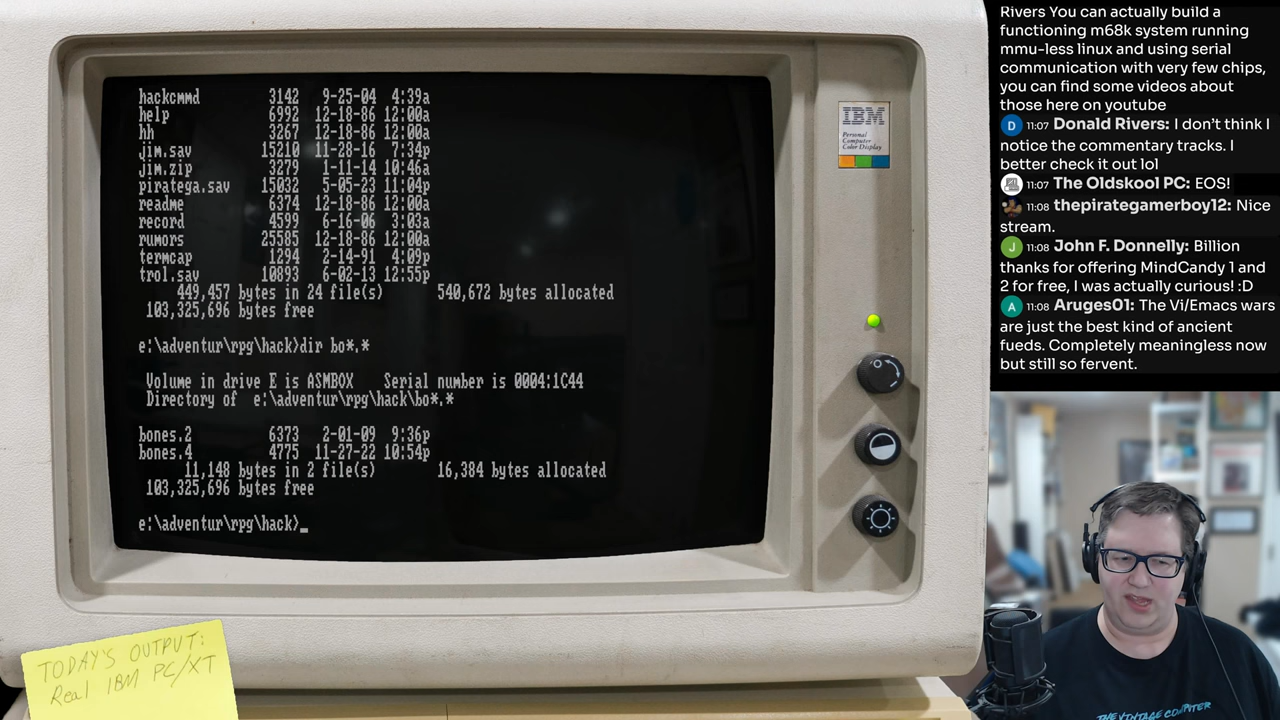 hackcmmd 3142 9-25-04 4:39a
help 6992 12-18-86 12:00a
hh 3267 12-18-86 12:00a
jim.sav 15210 11-28-16 7:34p
jim.zip 3279 1-11-14 10:46a
piratega.sav 15032 5-05-23 11:04p
readme 6374 12-18-86 12:00a
record 4599 6-16-06 3:03a
rumors 25585 12-18-86 12:00a
termcap 1294 2-14-91 4:09p
trol.sav 10893 6-02-13 12:55p
449,457 bytes in 24 file(s) 540,672 bytes allocated
103,325,696 bytes free
e:\adventur\rpg\hack>dir bo*.*
Volume in drive E is ASMBOX Serial number is 0004:1C44
Directory of e:\adventur\rpg\hack\bo*.*
bones.2 6373 2-01-09 9:36p
bones.4 4775 11-27-22 10:54p
11,148 bytes in 2 file(s) 16,384 bytes allocated
103,325,696 bytes free
e:\adventur\rpg\hack>_
IBM
Personal
Computer
Color Display
TODAY'S OUTPUT:
Real IBM PC/XT
Rivers You can actually build a
functioning m68k system running
mmu-less linux and using serial
communication with very few chips,
you can find some videos about
those here on youtube
D 11:07 Donald Rivers: I don't think I
notice the commentary tracks. I
better check it out lol
11:07 The Oldskool PC: EOS!
11:08 thepirategamerboy12: Nice
stream.
J 11:08 John F. Donnelly: Billion
thanks for offering MindCandy 1 and
2 for free, I was actually curious! :D
A 11:08 Aruges01: The Vi/Emacs wars
are just the best kind of ancient
fueds. Completely meaningless now
but still so fervent.
THE VINTAGE COMPUTER